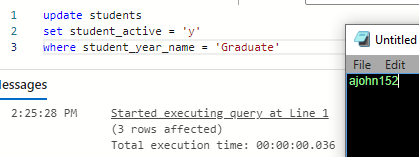 1 update students
2 set student_active = 'y'
3 where student_year_name = 'Graduate'
Untitled
File Edit
ajohn152
Messages
2:25:28 PM Started executing query at Line 1
(3 rows affected)
Total execution time: 00:00:00.036